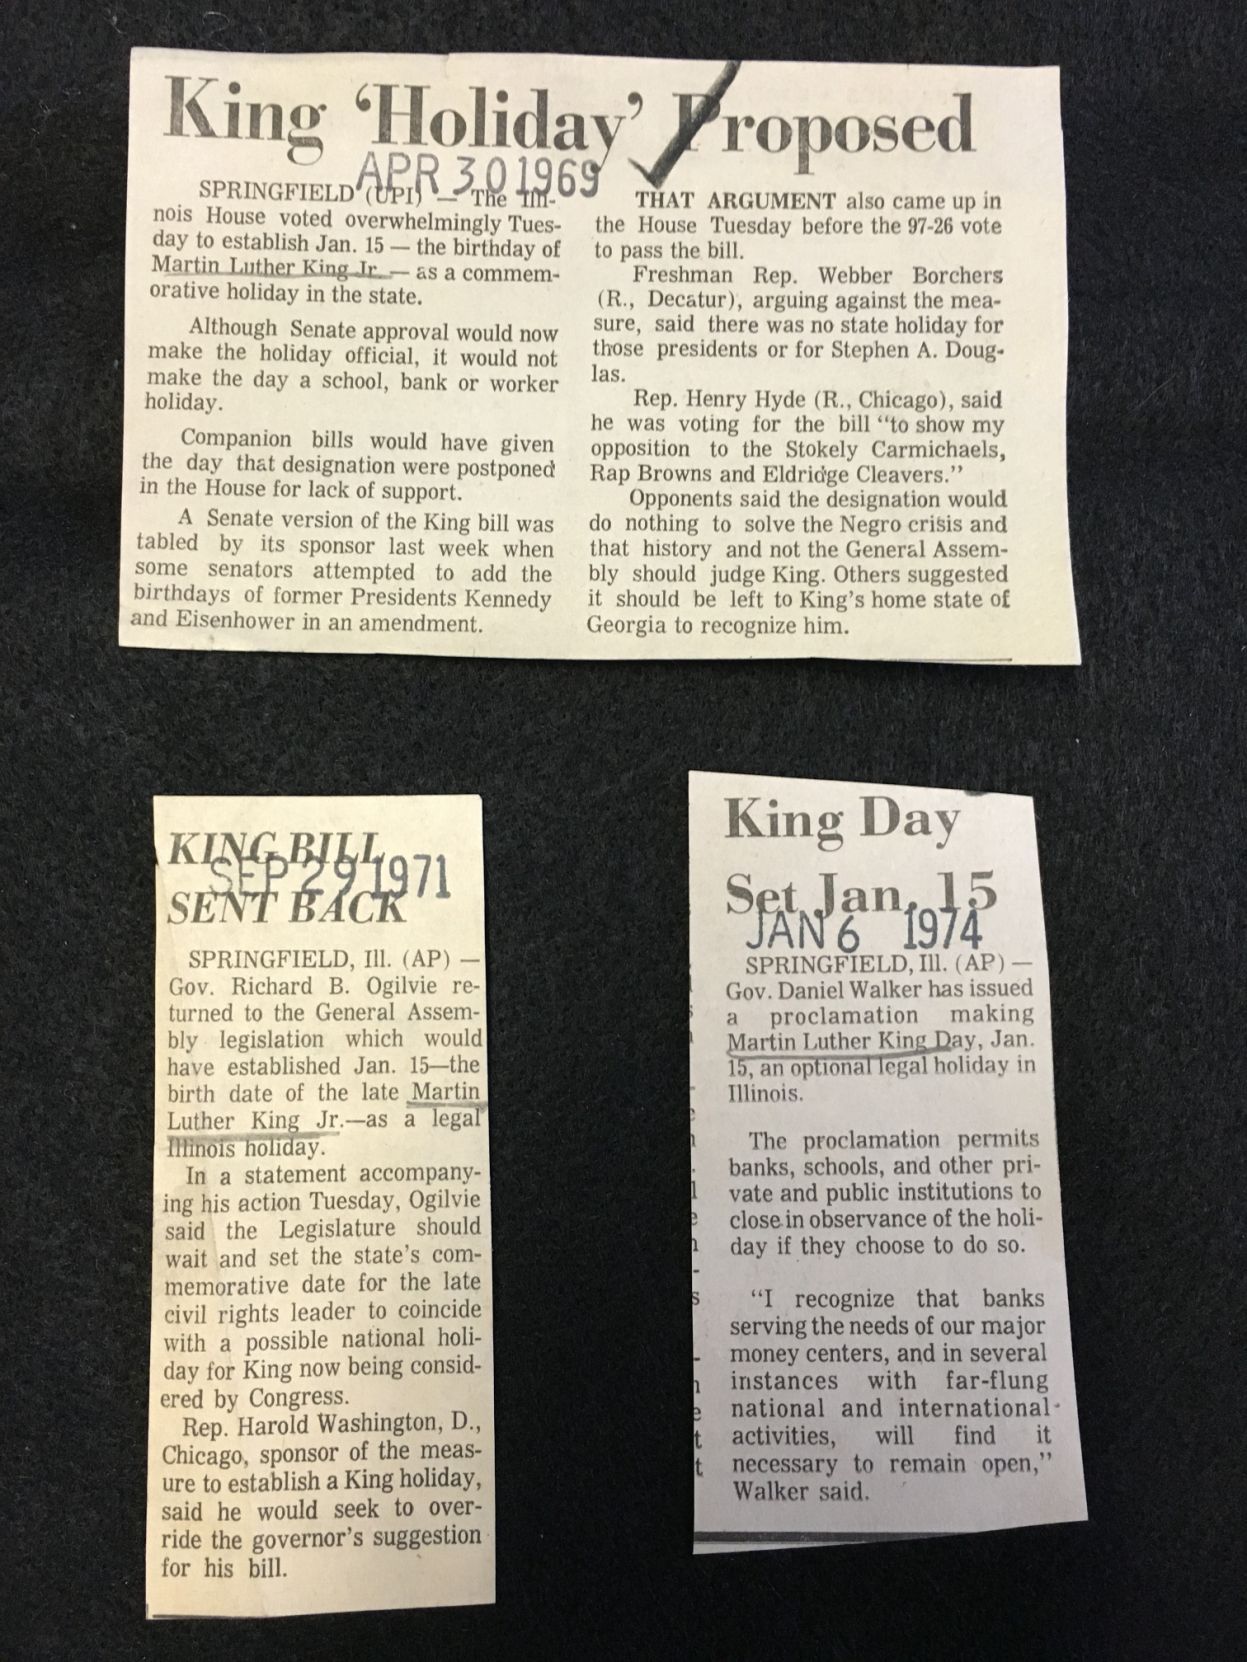 King 'Holiday' Proposed
APR 30 1969
SPRINGFIELD (UPI) — The Illi-
nois House voted overwhelmingly Tues-
day to establish Jan. 15 — the birthday of
Martin Luther King Jr. — as a commem-
orative holiday in the state.
Although Senate approval would now
make the holiday official, it would not
make the day a school, bank or worker
holiday.
Companion bills would have given
the day that designation were postponed
in the House for lack of support.
A Senate version of the King bill was
tabled by its sponsor last week when
some senators attempted to add the
birthdays of former Presidents Kennedy
and Eisenhower in an amendment.
THAT ARGUMENT also came up in
the House Tuesday before the 97-26 vote
to pass the bill.
Freshman Rep. Webber Borchers
(R., Decatur), arguing against the mea-
sure, said there was no state holiday for
those presidents or for Stephen A. Doug-
las.
Rep. Henry Hyde (R., Chicago), said
he was voting for the bill "to show my
opposition to the Stokely Carmichaels,
Rap Browns and Eldridge Cleavers."
Opponents said the designation would
do nothing to solve the Negro crisis and
that history and not the General Assem-
bly should judge King. Others suggested
it should be left to King's home state of
Georgia to recognize him.
KING BILL
SEP 29 1971
SENT BACK
SPRINGFIELD, Ill. (AP) —
Gov. Richard B. Ogilvie re-
turned to the General Assem-
bly legislation which would
have established Jan. 15—the
birth date of the late Martin
Luther King Jr.—as a legal
Illinois holiday.
In a statement accompany-
ing his action Tuesday, Ogilvie
said the Legislature should
wait and set the state's com-
memorative date for the late
civil rights leader to coincide
with a possible national holi-
day for King now being consid-
ered by Congress.
Rep. Harold Washington, D.,
Chicago, sponsor of the meas-
ure to establish a King holiday,
said he would seek to over-
ride the governor's suggestion
for his bill.
King Day
Set Jan. 15
JAN 6 1974
SPRINGFIELD, Ill. (AP) —
Gov. Daniel Walker has issued
a proclamation making
Martin Luther King Day, Jan.
15, an optional legal holiday in
Illinois.
The proclamation permits
banks, schools, and other pri-
vate and public institutions to
close in observance of the holi-
day if they choose to do so.
"I recognize that banks
serving the needs of our major
money centers, and in several
instances with far-flung
national and international
activities, will find it
necessary to remain open,"
Walker said.